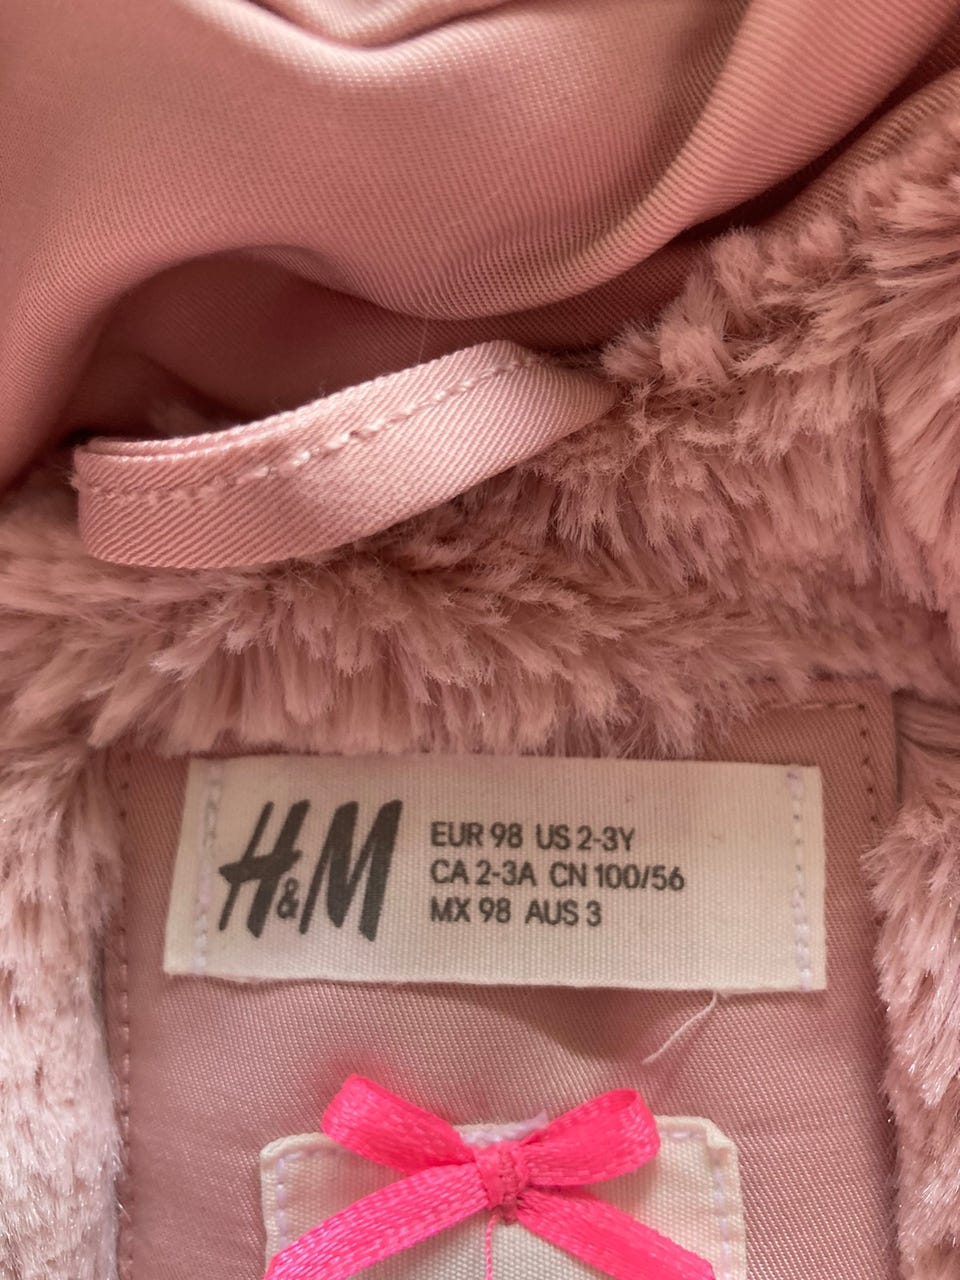 H&M
EUR 98 US 2-3Y
CA 2-3A CN 100/56
MX 98 AUS 3